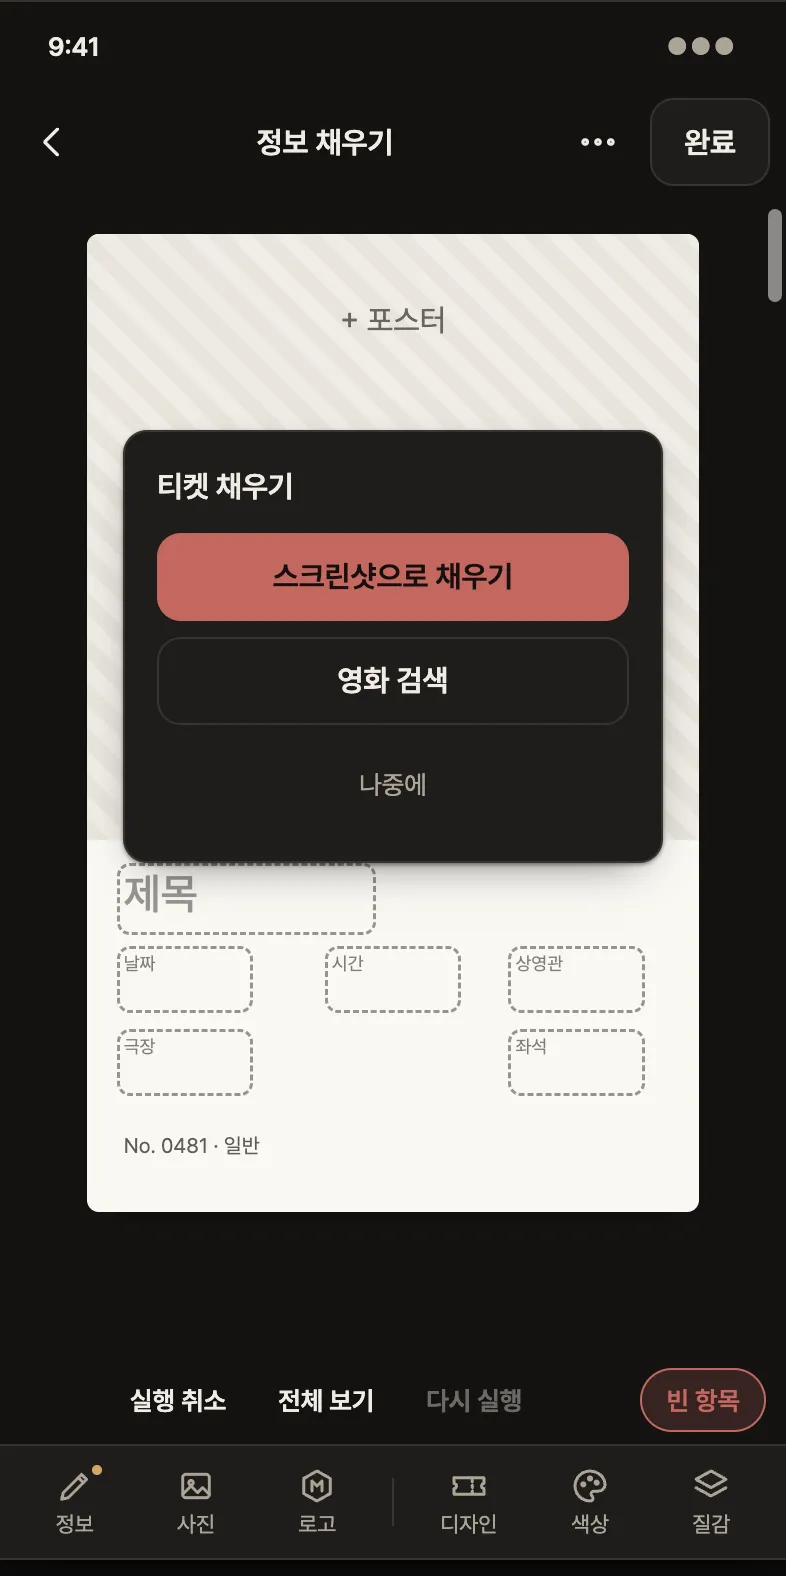 9:41
정보 채우기
완료
+ 포스터
티켓 채우기
스크린샷으로 채우기
영화 검색
나중에
제목
날짜 시간 상영관
극장 좌석
No. 0481 · 일반
실행 취소 전체 보기 다시 실행 빈 항목
정보 사진 로고 디자인 색상 질감